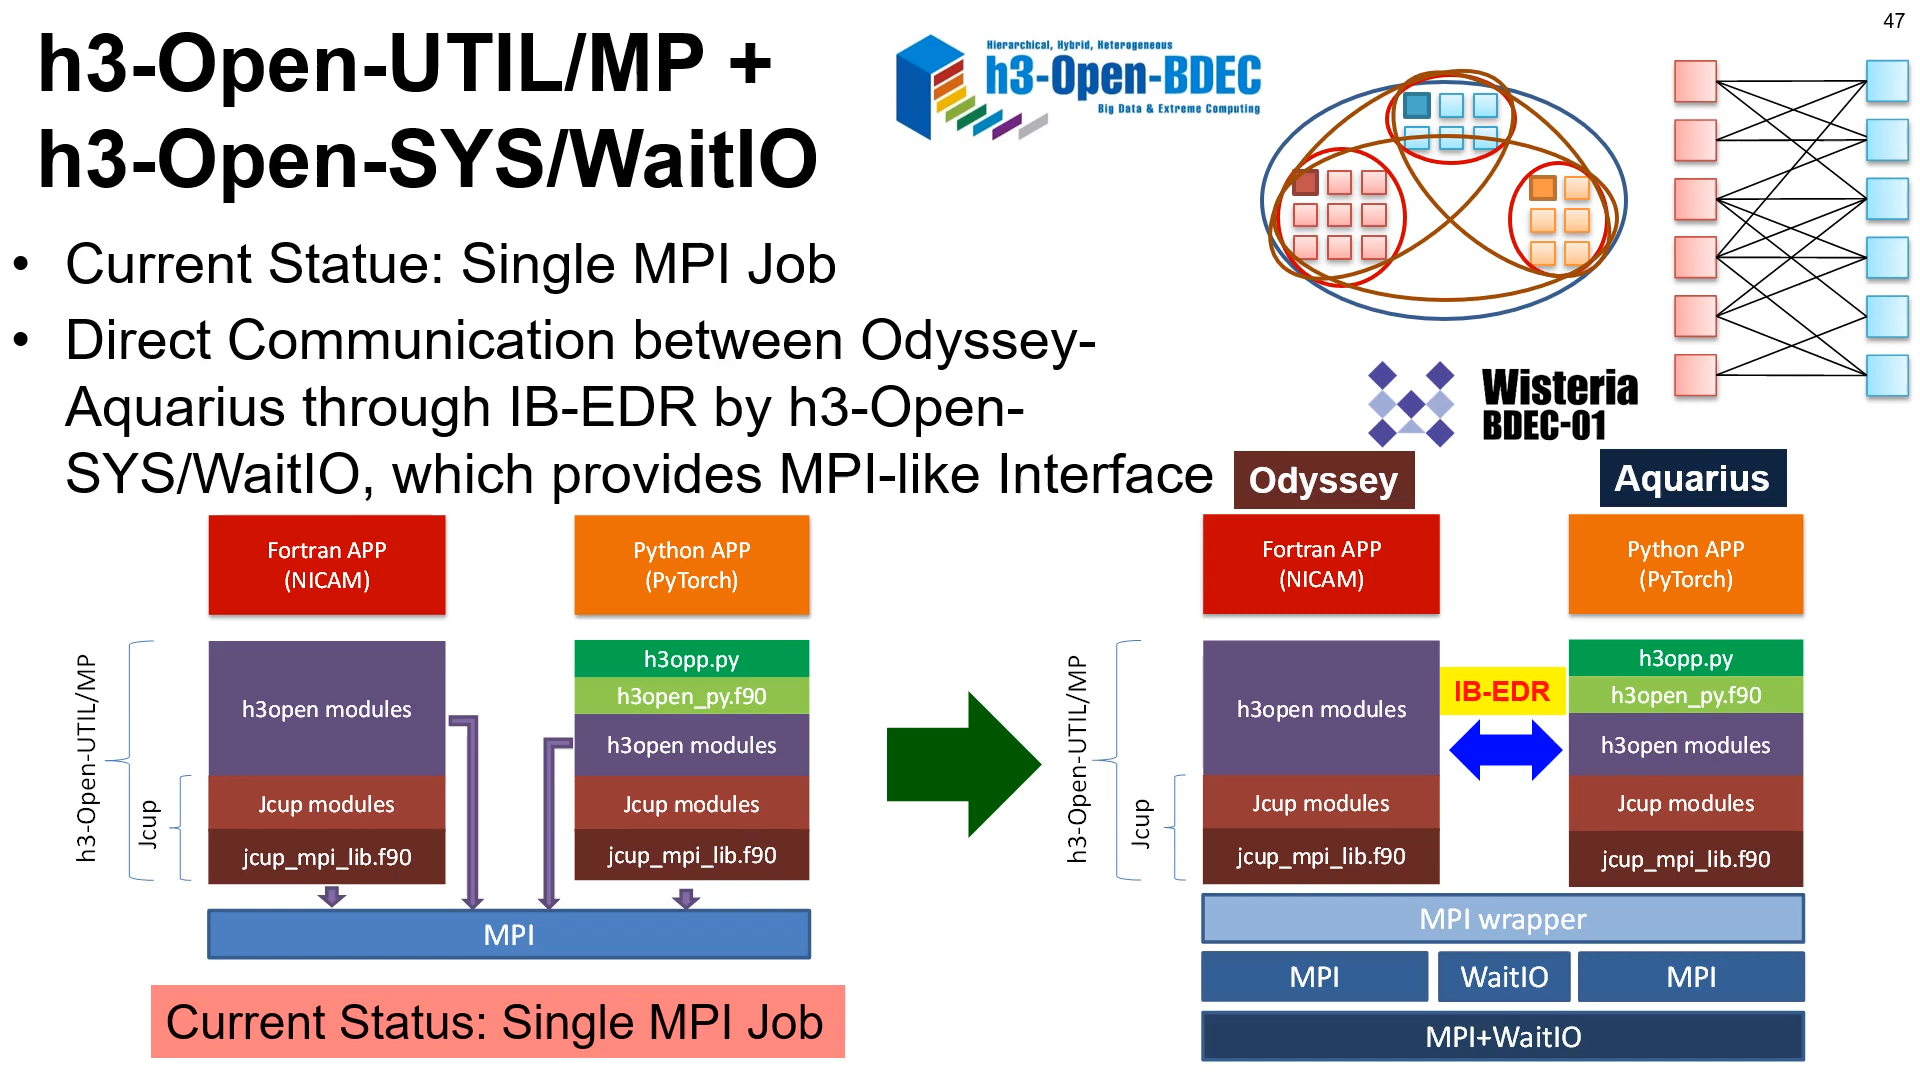 47
h3-Open-UTIL/MP +
h3-Open-SYS/WaitIO
Hierarchical, Hybrid, Heterogeneous
h3-Open-BDEC
Big Data & Extreme Computing
• Current Statue: Single MPI Job
• Direct Communication between Odyssey-
Aquarius through IB-EDR by h3-Open-
SYS/WaitIO, which provides MPI-like Interface
Wisteria
BDEC-01
Fortran APP
(NICAM)
Python APP
(PyTorch)
h3-Open-UTIL/MP
Jcup
h3open modules
Jcup modules
jcup_mpi_lib.f90
h3opp.py
h3open_py.f90
h3open modules
Jcup modules
jcup_mpi_lib.f90
MPI
Current Status: Single MPI Job
Odyssey
Aquarius
Fortran APP
(NICAM)
Python APP
(PyTorch)
h3-Open-UTIL/MP
Jcup
h3open modules
Jcup modules
jcup_mpi_lib.f90
IB-EDR
h3opp.py
h3open_py.f90
h3open modules
Jcup modules
jcup_mpi_lib.f90
MPI wrapper
MPI
WaitIO
MPI
MPI+WaitIO